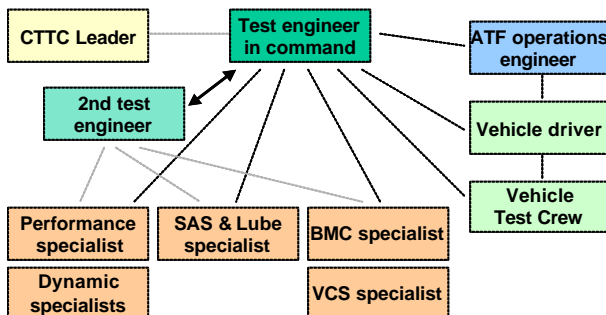 CTTC Leader
Test engineer
in command
ATF operations
engineer
2nd test
engineer
Vehicle driver
Vehicle
Test Crew
Performance
specialist
SAS & Lube
specialist
BMC specialist
Dynamic
specialists
VCS specialist